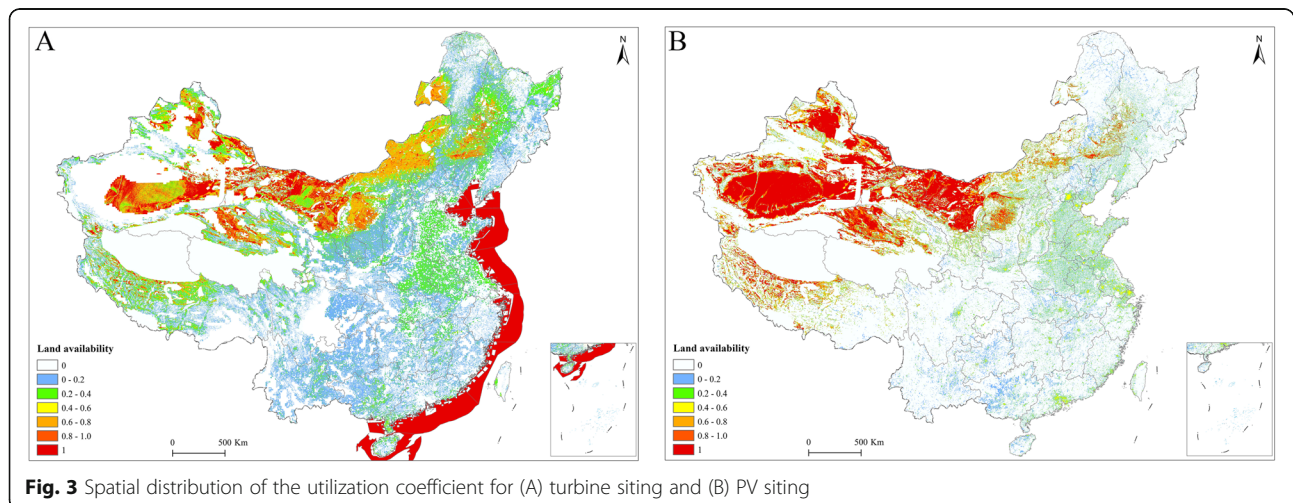 A
N
Land availability
0
0 - 0.2
0.2 - 0.4
0.4 - 0.6
0.6 - 0.8
0.8 - 1.0
1
0 500 Km
B
N
Land availability
0
0 - 0.2
0.2 - 0.4
0.4 - 0.6
0.6 - 0.8
0.8 - 1.0
1
0 500 Km
Fig. 3 Spatial distribution of the utilization coefficient for (A) turbine siting and (B) PV siting